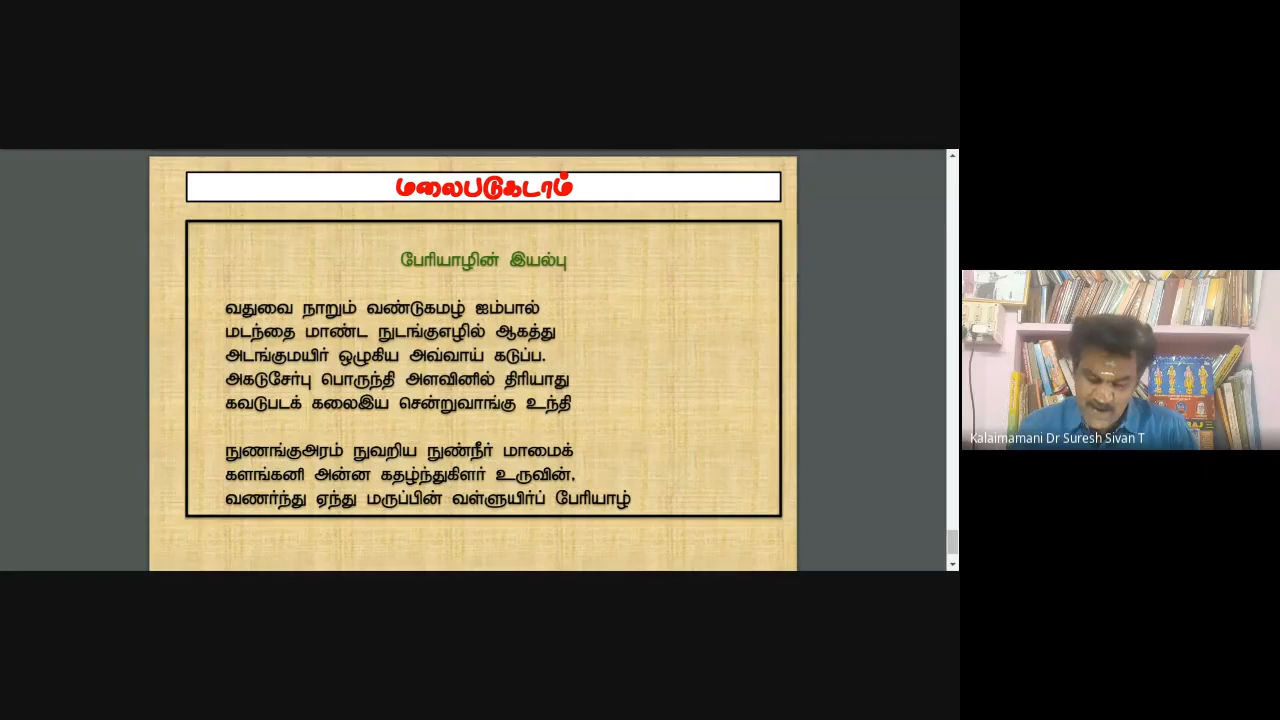 மலைபடுகடாம்
பேரியாழின் இயல்பு
வதுவை நாறும் வண்டுகமழ் ஐம்பால்
மடந்தை மாண்ட நுடங்குஎழில் ஆகத்து
அடங்குமயிர் ஒழுகிய அவ்வாய் கடுப்ப.
அகடுசேர்பு பொருந்தி அளவினில் திரியாது
கவடுபடக் கலைஇய சென்றுவாங்கு உந்தி
நுணங்குஅரம் நுவறிய நுண்நீர் மாமைக்
களங்கனி அன்ன கதழ்ந்துகிளர் உருவின்,
வணர்ந்து ஏந்து மருப்பின் வள்ளுயிர்ப் பேரியாழ்
Kalaimamani Dr Suresh Sivan T